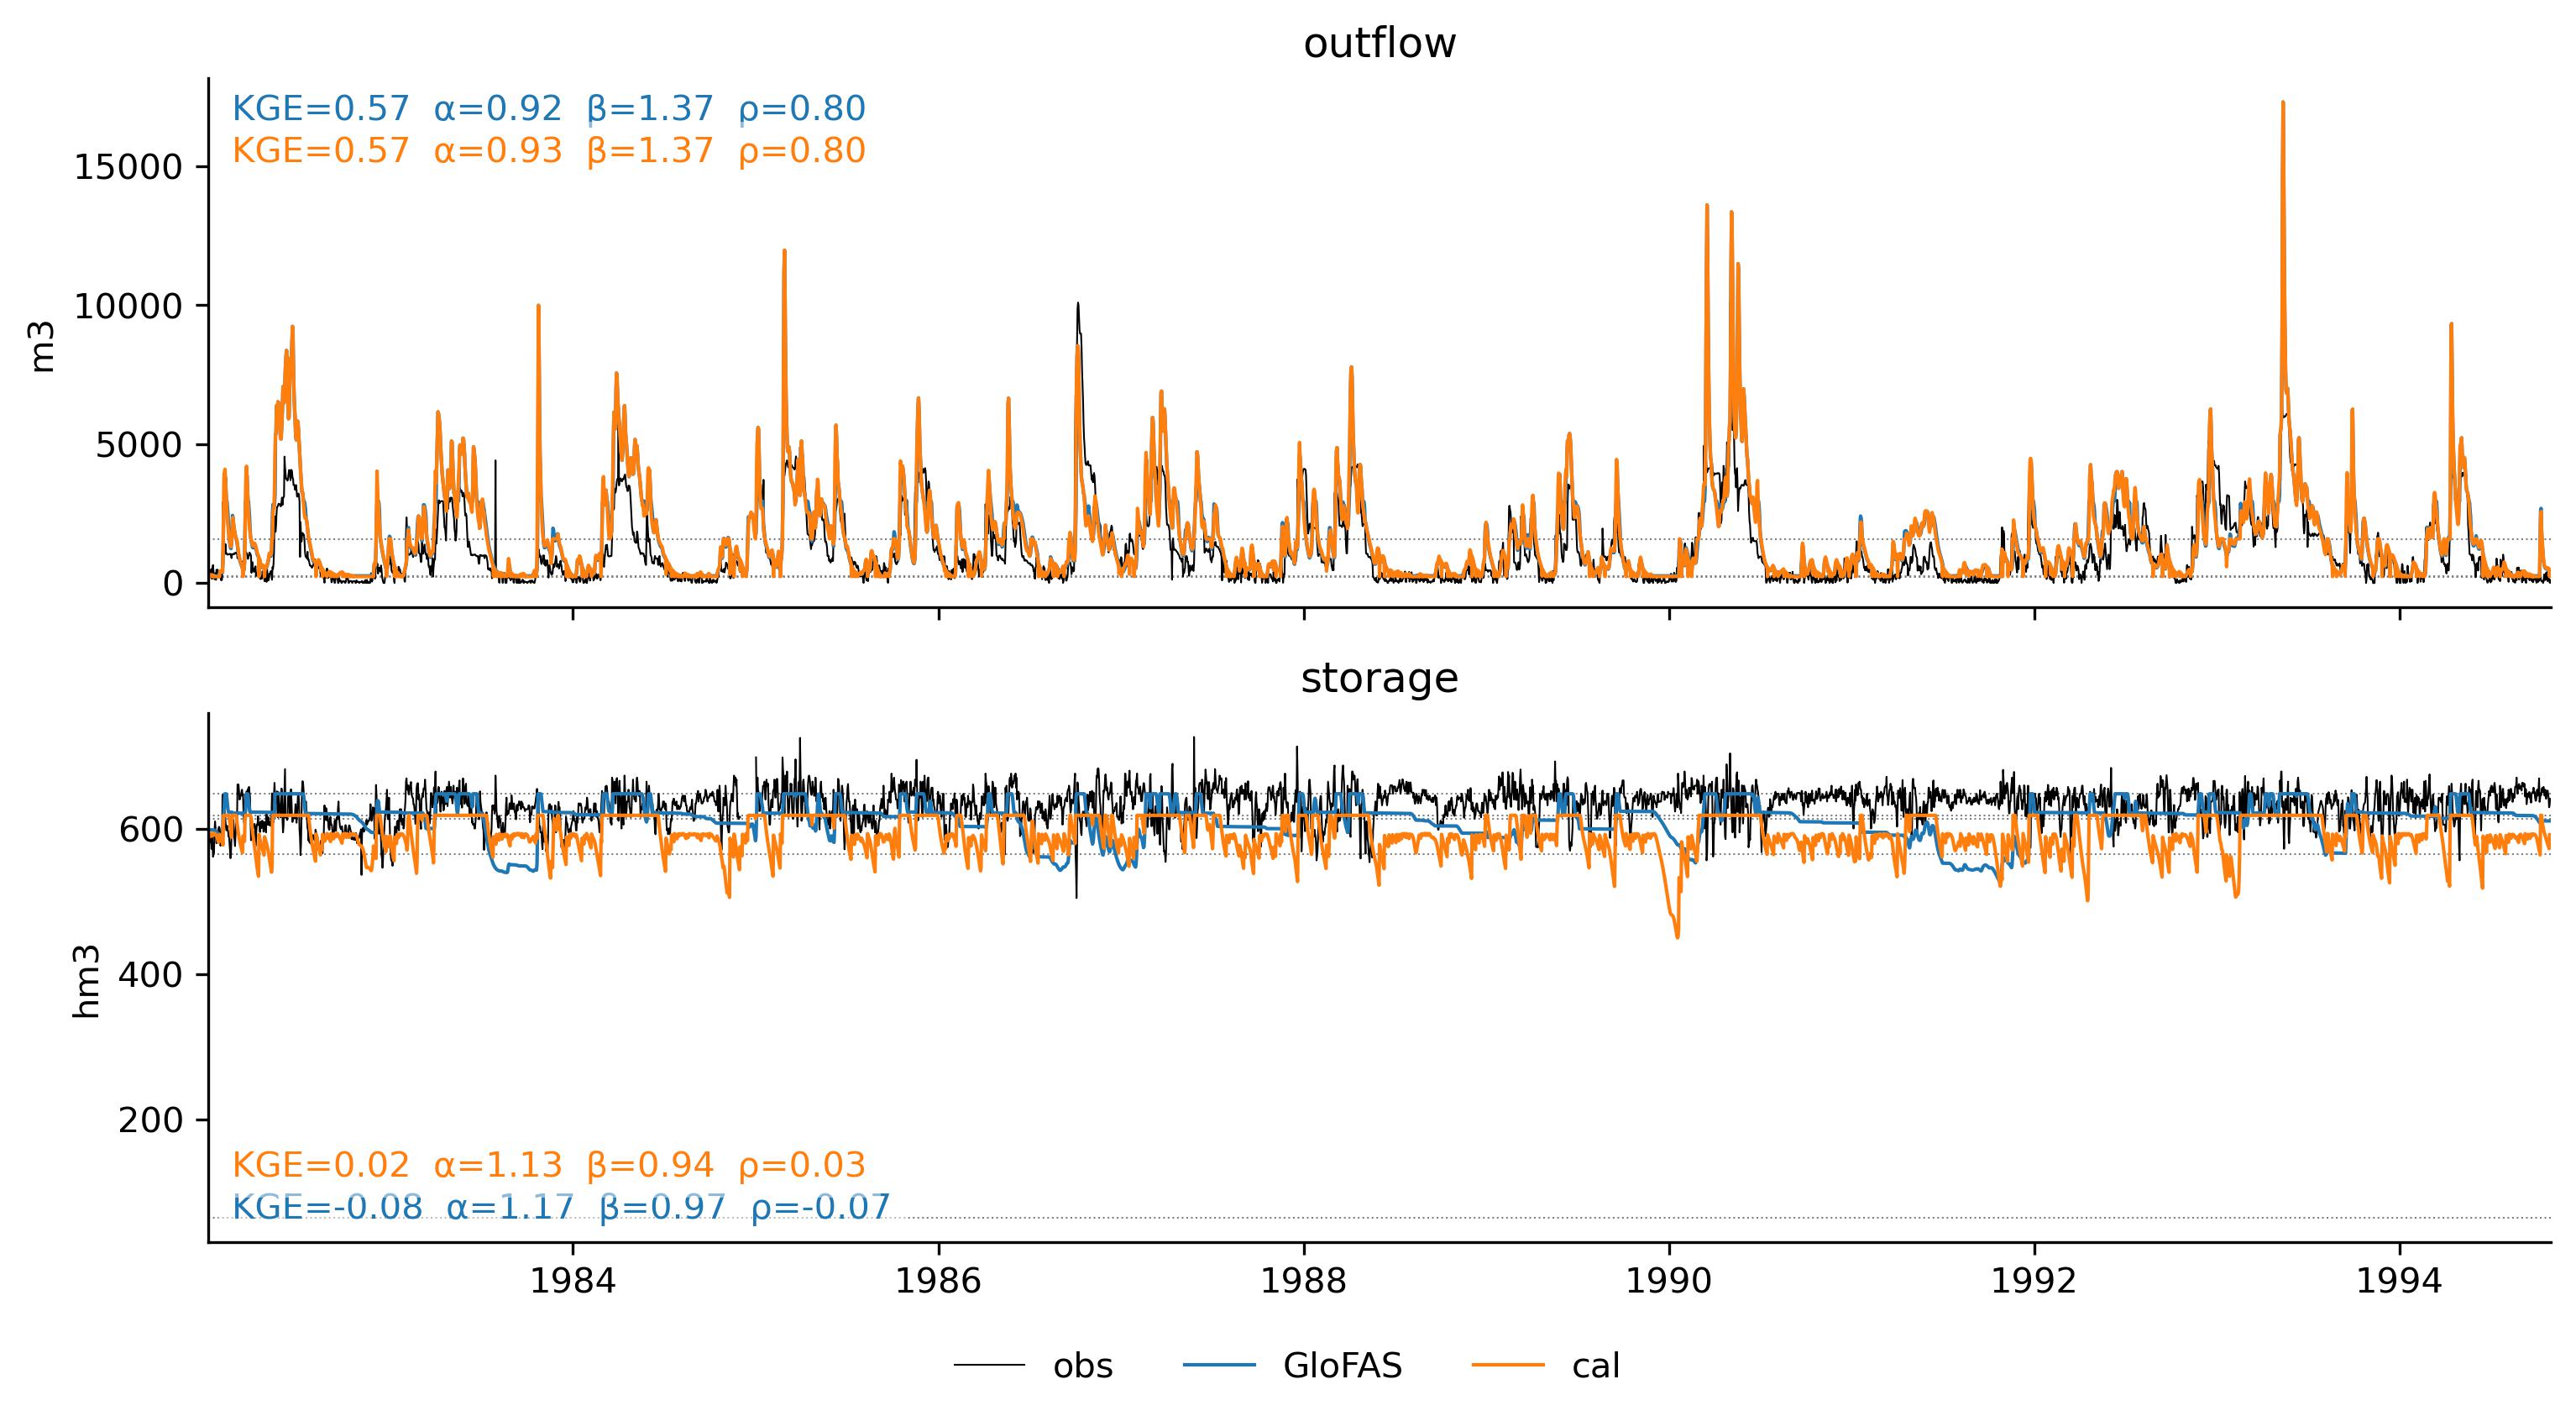 outflow
KGE=0.57 α=0.92 β=1.37 ρ=0.80
KGE=0.57 α=0.93 β=1.37 ρ=0.80
15000
10000
5000
0
m3
storage
600
400
200
hm3
KGE=0.02 α=1.13 β=0.94 ρ=0.03
KGE=-0.08 α=1.17 β=0.97 ρ=-0.07
1984 1986 1988 1990 1992 1994
obs GloFAS cal